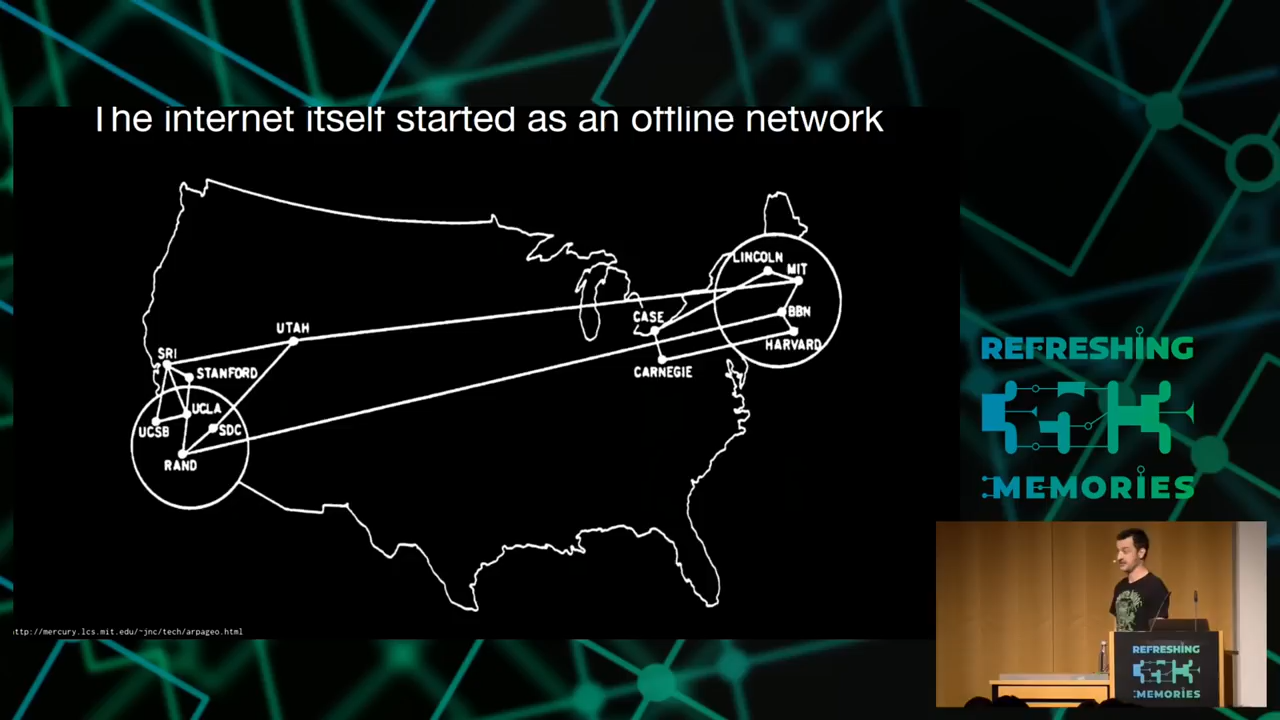 The internet itself started as an offline network
LINCOLN
MIT
CASE
BBN
UTAH
HARVARD
SRI
STANFORD
CARNEGIE
UCLA
UCSB
SDC
RAND
http://mercury.lcs.mit.edu/~jnc/tech/arpageo.html
REFRESHING
MEMORIES
REFRESHING
MEMORIES